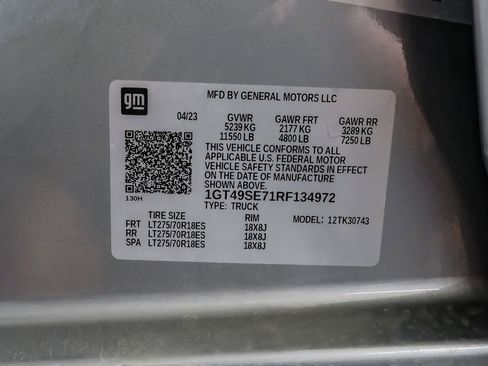 gm
MFD BY GENERAL MOTORS LLC
04/23 GVWR GAWR FRT GAWR RR
5239 KG 2177 KG 3289 KG
11550 LB 4800 LB 7250 LB
THIS VEHICLE CONFORMS TO ALL
APPLICABLE U.S. FEDERAL MOTOR
VEHICLE SAFETY STANDARDS IN EFFECT
ON THE DATE OF MANUFACTURE
SHOWN ABOVE.
130H 1GT49SE71RF134972
TYPE: TRUCK
TIRE SIZE RIM MODEL: 12TK30743
FRT LT275/70R18ES 18X8J
RR LT275/70R18ES 18X8J
SPA LT275/70R18ES 18X8J